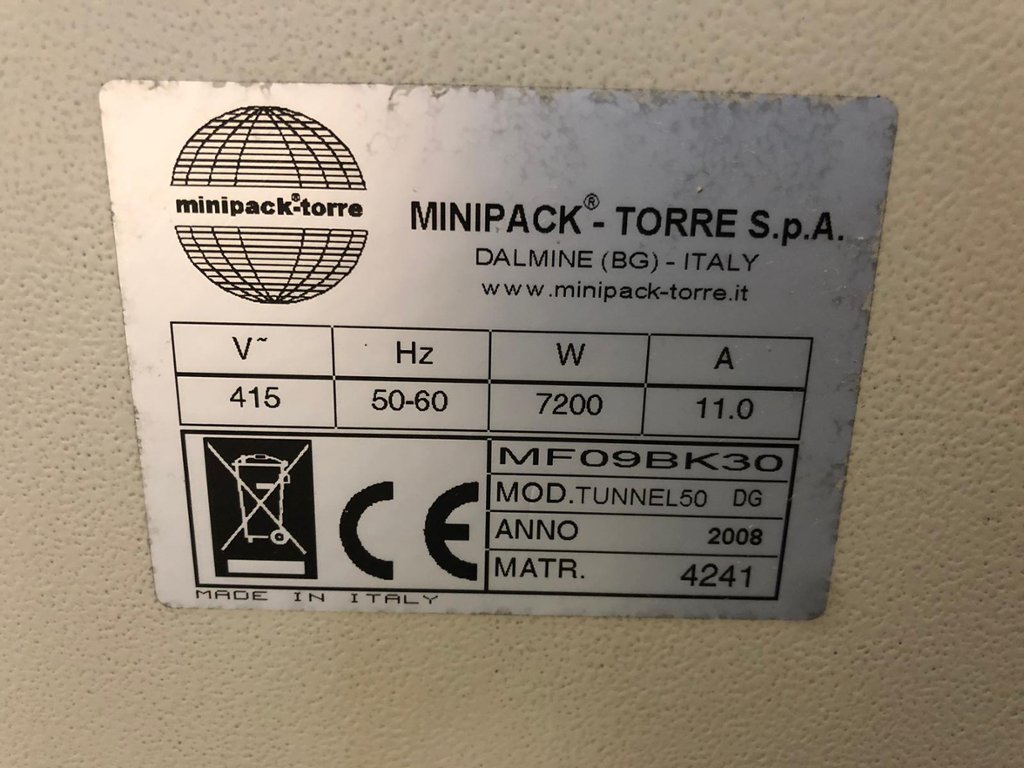 minipack®-torre
MINIPACK® - TORRE S.p.A.
DALMINE (BG) - ITALY
www.minipack-torre.it
V~ Hz W A
415 50-60 7200 11.0
MF09BK30
MOD. TUNNEL50 DG
CE
ANNO 2008
MATR. 4241
MADE IN ITALY